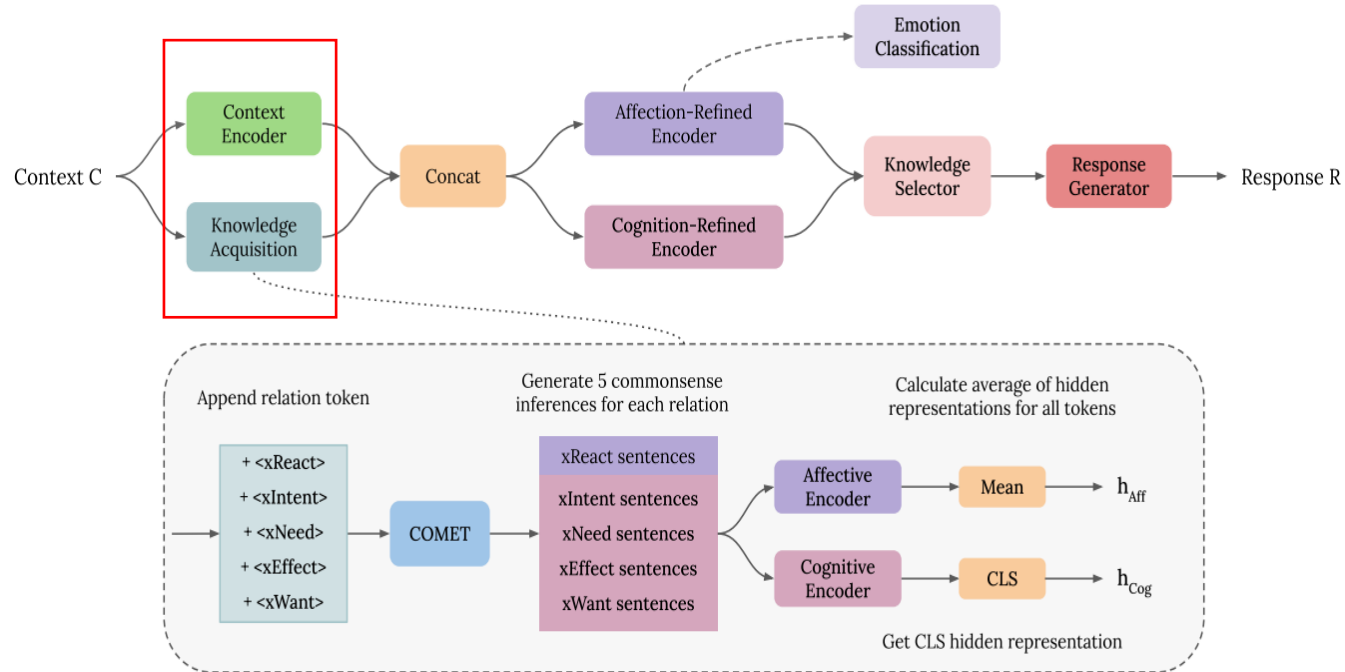 Emotion
Classification
Context
Encoder
Affection-Refined
Encoder
Context C
Concat
Knowledge
Selector
Response
Generator
Response R
Knowledge
Acquisition
Cognition-Refined
Encoder
Append relation token
Generate 5 commonsense
inferences for each relation
Calculate average of hidden
representations for all tokens
+ <xReact>
+ <xIntent>
+ <xNeed>
+ <xEffect>
+ <xWant>
COMET
xReact sentences
xIntent sentences
xNeed sentences
xEffect sentences
xWant sentences
Affective
Encoder
Mean
h_Aff
Cognitive
Encoder
CLS
h_Cog
Get CLS hidden representation